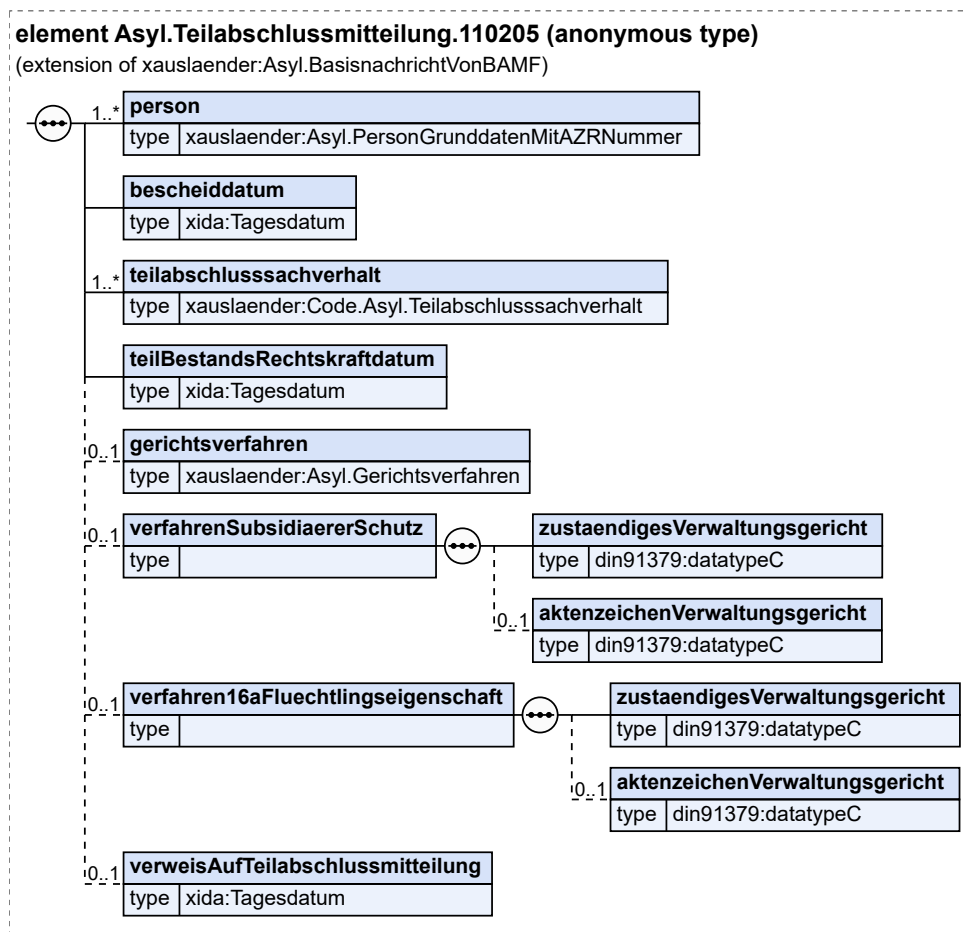 element Asyl.Teilabschlussmitteilung.110205 (anonymous type)
(extension of xauslaender:Asyl.BasisnachrichtVonBAMF)
1..* person
type xauslaender:Asyl.PersonGrunddatenMitAZRNummer
bescheiddatum
type xida:Tagesdatum
1..* teilabschlusssachverhalt
type xauslaender:Code.Asyl.Teilabschlusssachverhalt
teilBestandsRechtskraftdatum
type xida:Tagesdatum
0..1 gerichtsverfahren
type xauslaender:Asyl.Gerichtsverfahren
0..1 verfahrenSubsidiaererSchutz
type
zustaendigesVerwaltungsgericht
type din91379:datatypeC
0..1 aktenzeichenVerwaltungsgericht
type din91379:datatypeC
0..1 verfahren16aFluechtlingseigenschaft
type
zustaendigesVerwaltungsgericht
type din91379:datatypeC
0..1 aktenzeichenVerwaltungsgericht
type din91379:datatypeC
0..1 verweisAufTeilabschlussmitteilung
type xida:Tagesdatum